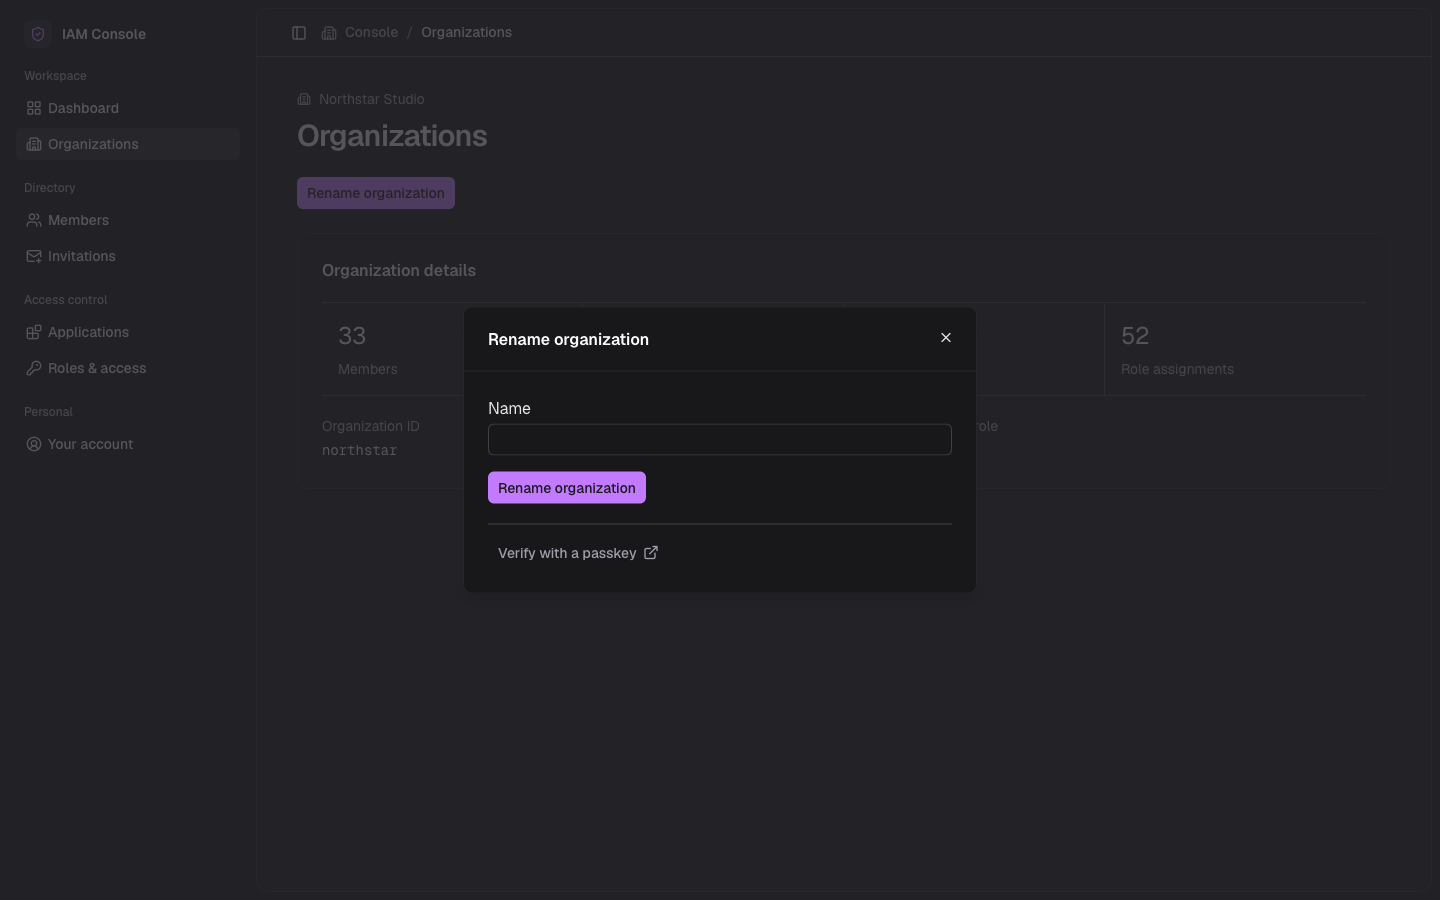 IAM Console
Workspace
Dashboard
Organizations
Directory
Members
Invitations
Access control
Applications
Roles & access
Personal
Your account
Console / Organizations
Northstar Studio
Organizations
Rename organization
Organization details
33
Members
52
Role assignments
Organization ID
northstar
Rename organization
Name
Rename organization
Verify with a passkey